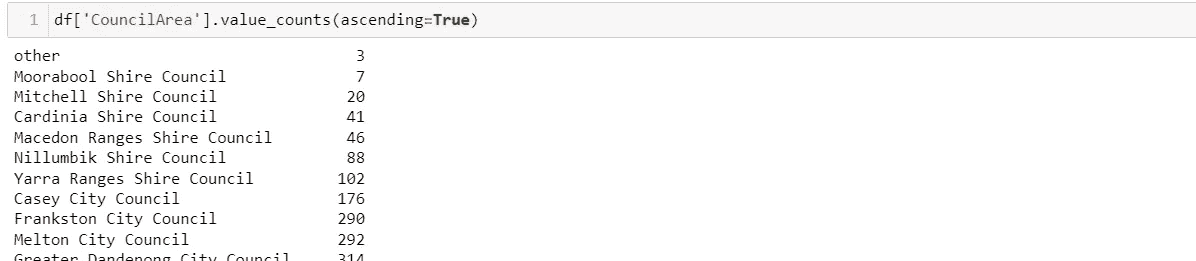 1 df['CouncilArea'].value_counts(ascending=True)
other 3
Moorabool Shire Council 7
Mitchell Shire Council 20
Cardinia Shire Council 41
Macedon Ranges Shire Council 46
Nillumbik Shire Council 88
Yarra Ranges Shire Council 102
Casey City Council 176
Frankston City Council 290
Melton City Council 292
Greater Dandenong City Council 314